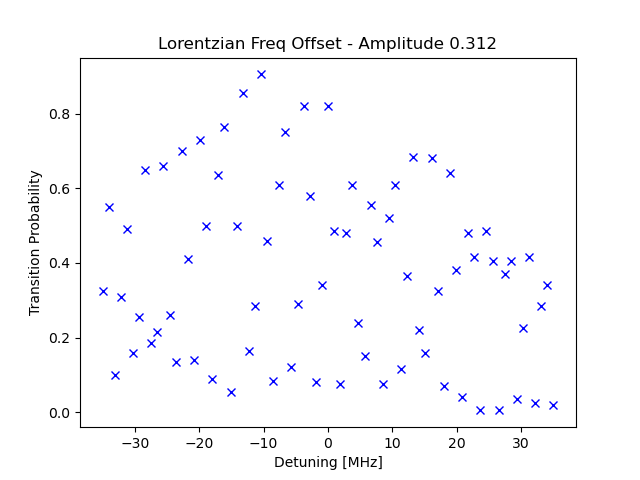 Lorentzian Freq Offset - Amplitude 0.312
0.8
0.6
0.4
0.2
0.0
Transition Probability
−30 −20 −10 0 10 20 30
Detuning [MHz]